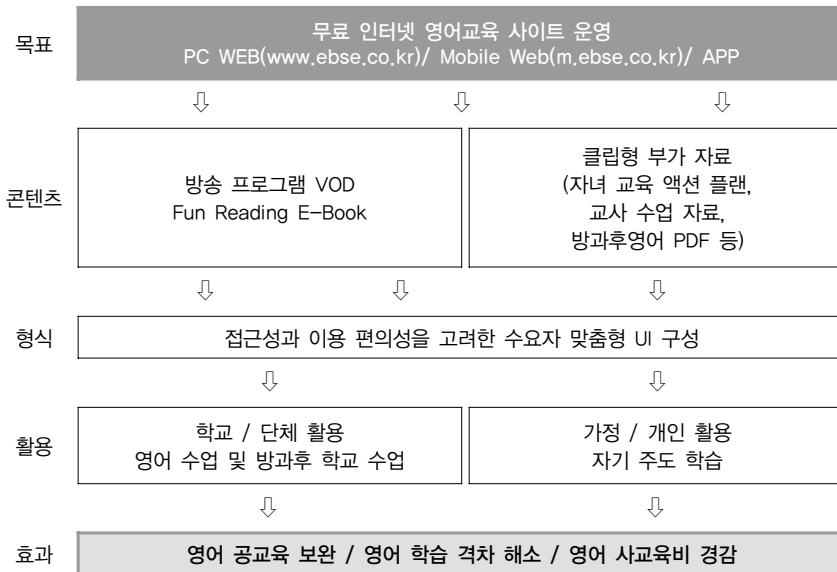 목표
무료 인터넷 영어교육 사이트 운영
PC WEB(www.ebse.co.kr)/ Mobile Web(m.ebse.co.kr)/ APP
콘텐츠
방송 프로그램 VOD
Fun Reading E-Book
클립형 부가 자료
(자녀 교육 액션 플랜,
교사 수업 자료,
방과후영어 PDF 등)
형식
접근성과 이용 편의성을 고려한 수요자 맞춤형 UI 구성
활용
학교 / 단체 활용
영어 수업 및 방과후 학교 수업
가정 / 개인 활용
자기 주도 학습
효과
영어 공교육 보완 / 영어 학습 격차 해소 / 영어 사교육비 경감